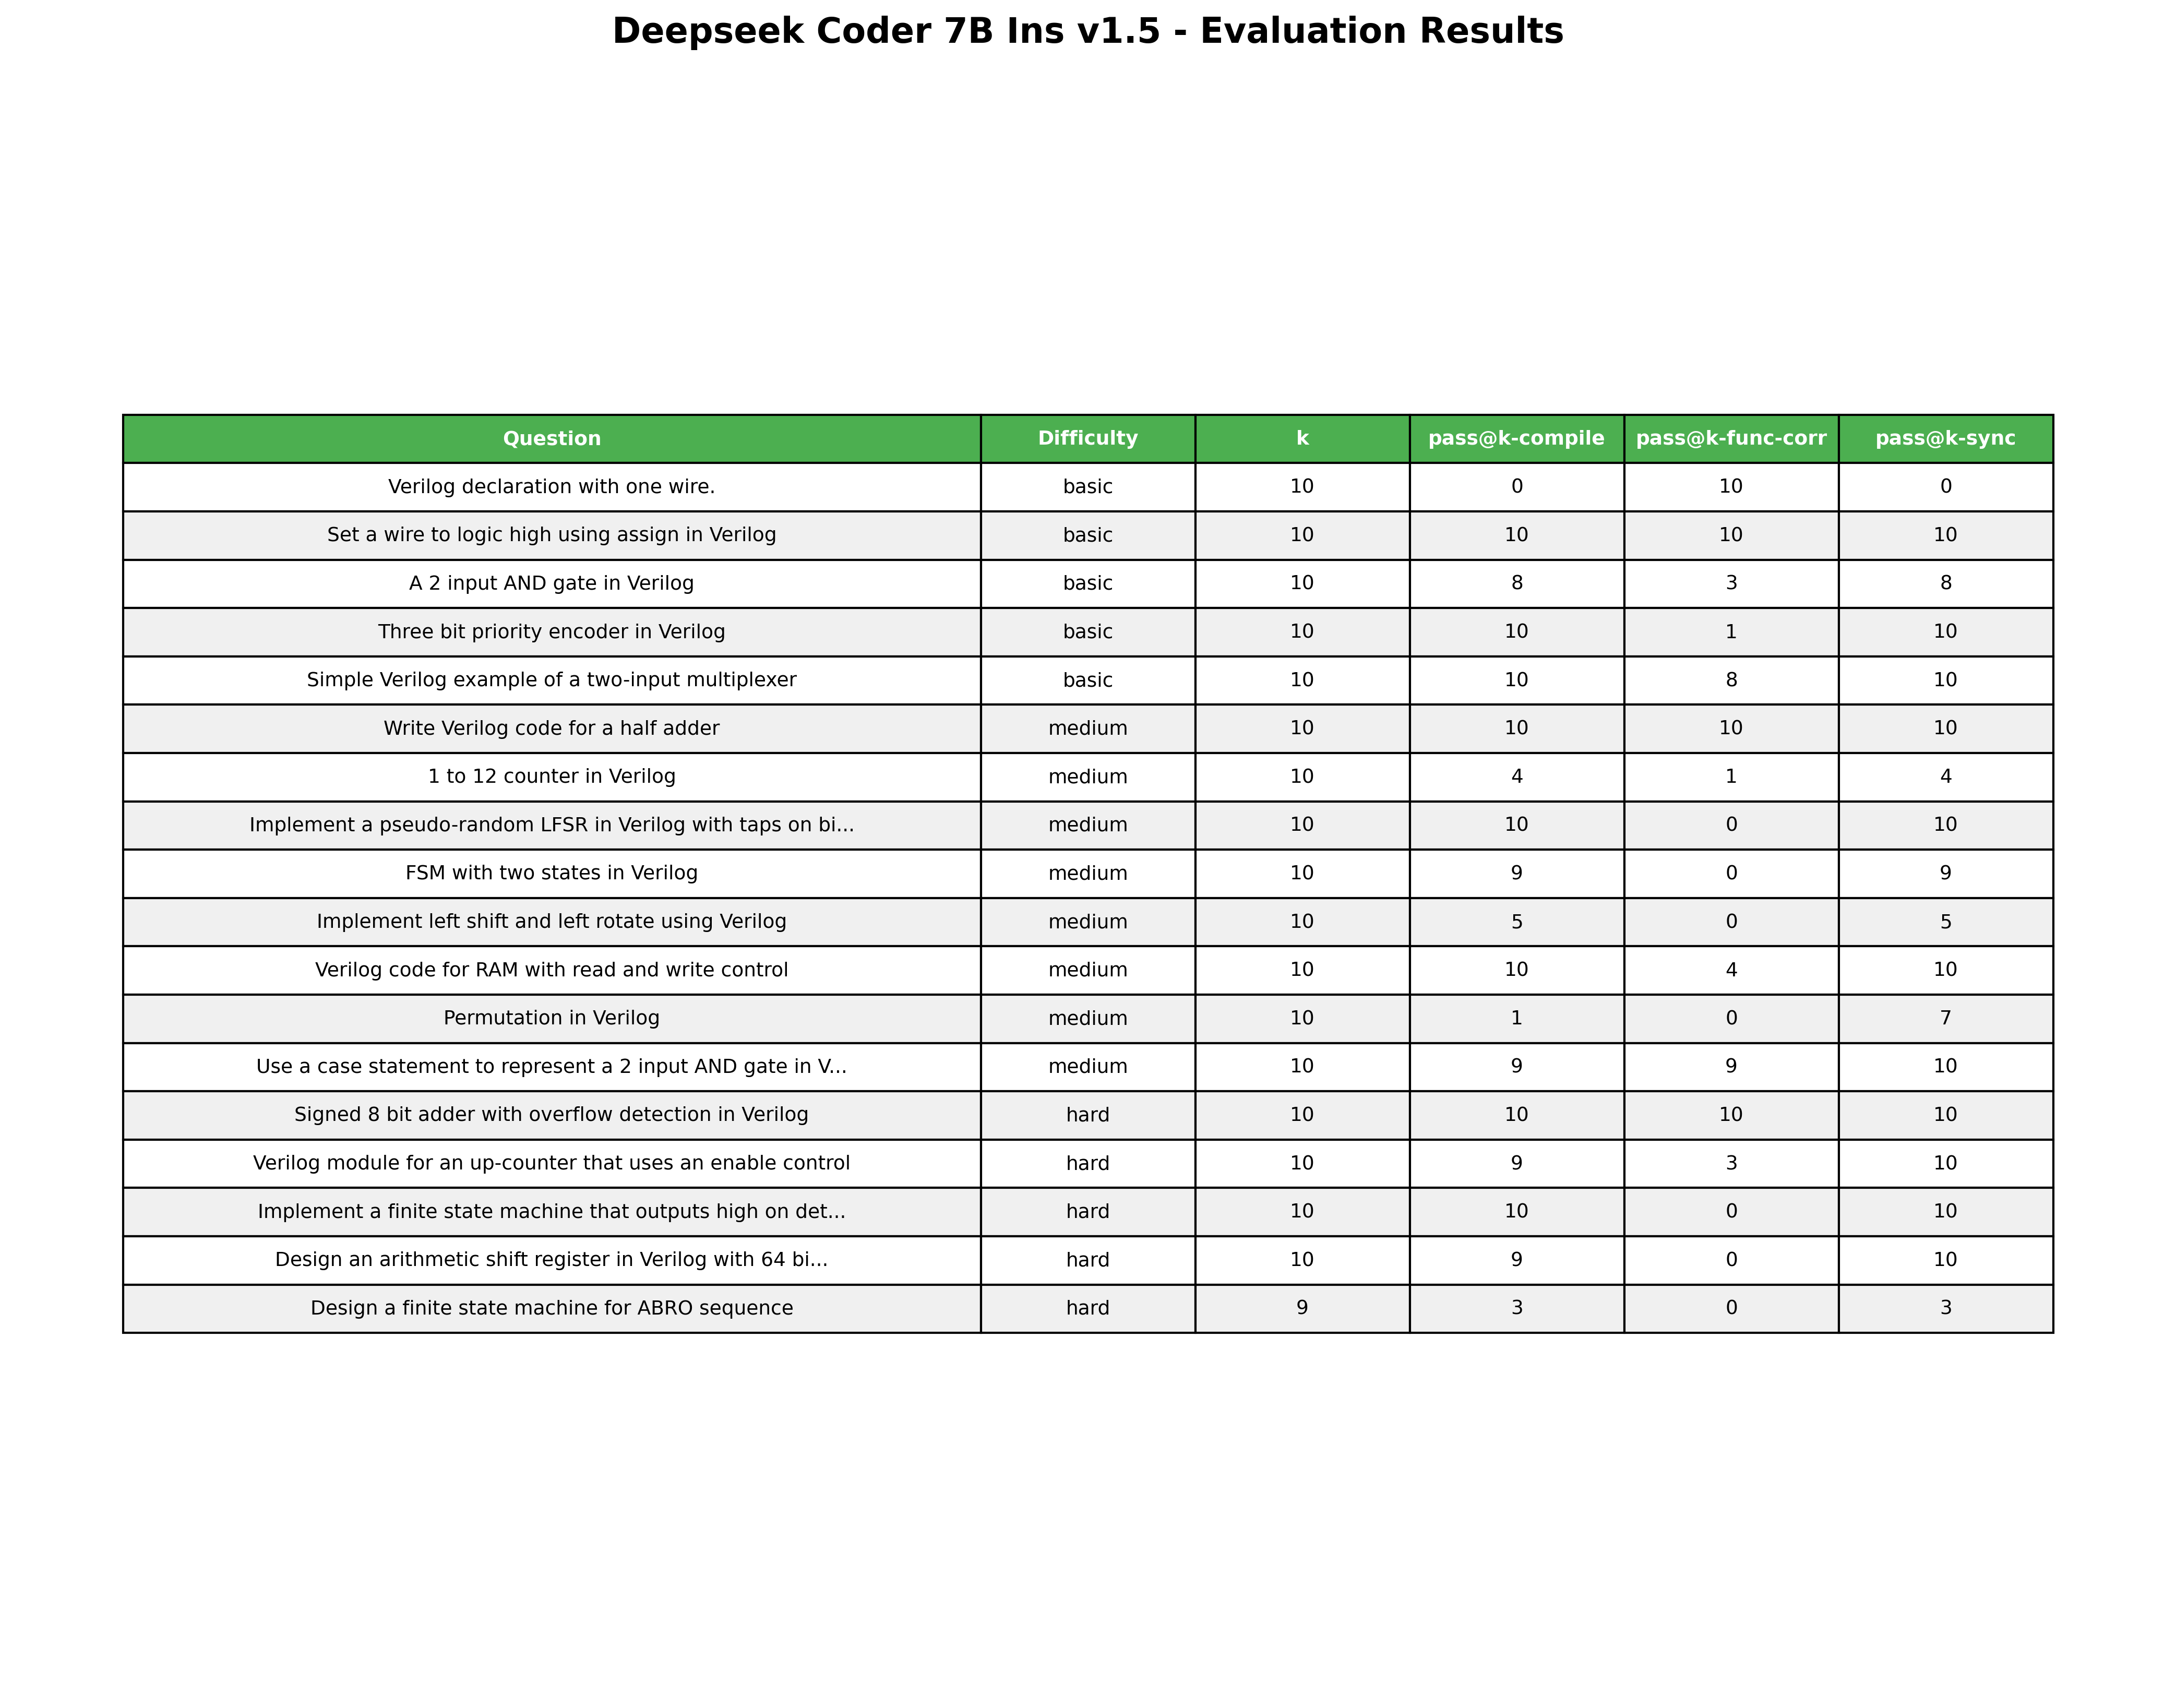 Deepseek Coder 7B Ins v1.5 - Evaluation Results
Question Difficulty k pass@k-compile pass@k-func-corr pass@k-sync
Verilog declaration with one wire. basic 10 0 10 0
Set a wire to logic high using assign in Verilog basic 10 10 10 10
A 2 input AND gate in Verilog basic 10 8 3 8
Three bit priority encoder in Verilog basic 10 10 1 10
Simple Verilog example of a two-input multiplexer basic 10 10 8 10
Write Verilog code for a half adder medium 10 10 10 10
1 to 12 counter in Verilog medium 10 4 1 4
Implement a pseudo-random LFSR in Verilog with taps on bi... medium 10 10 0 10
FSM with two states in Verilog medium 10 9 0 9
Implement left shift and left rotate using Verilog medium 10 5 0 5
Verilog code for RAM with read and write control medium 10 10 4 10
Permutation in Verilog medium 10 1 0 7
Use a case statement to represent a 2 input AND gate in V... medium 10 9 9 10
Signed 8 bit adder with overflow detection in Verilog hard 10 10 10 10
Verilog module for an up-counter that uses an enable control hard 10 9 3 10
Implement a finite state machine that outputs high on det... hard 10 10 0 10
Design an arithmetic shift register in Verilog with 64 bi... hard 10 9 0 10
Design a finite state machine for ABRO sequence hard 9 3 0 3